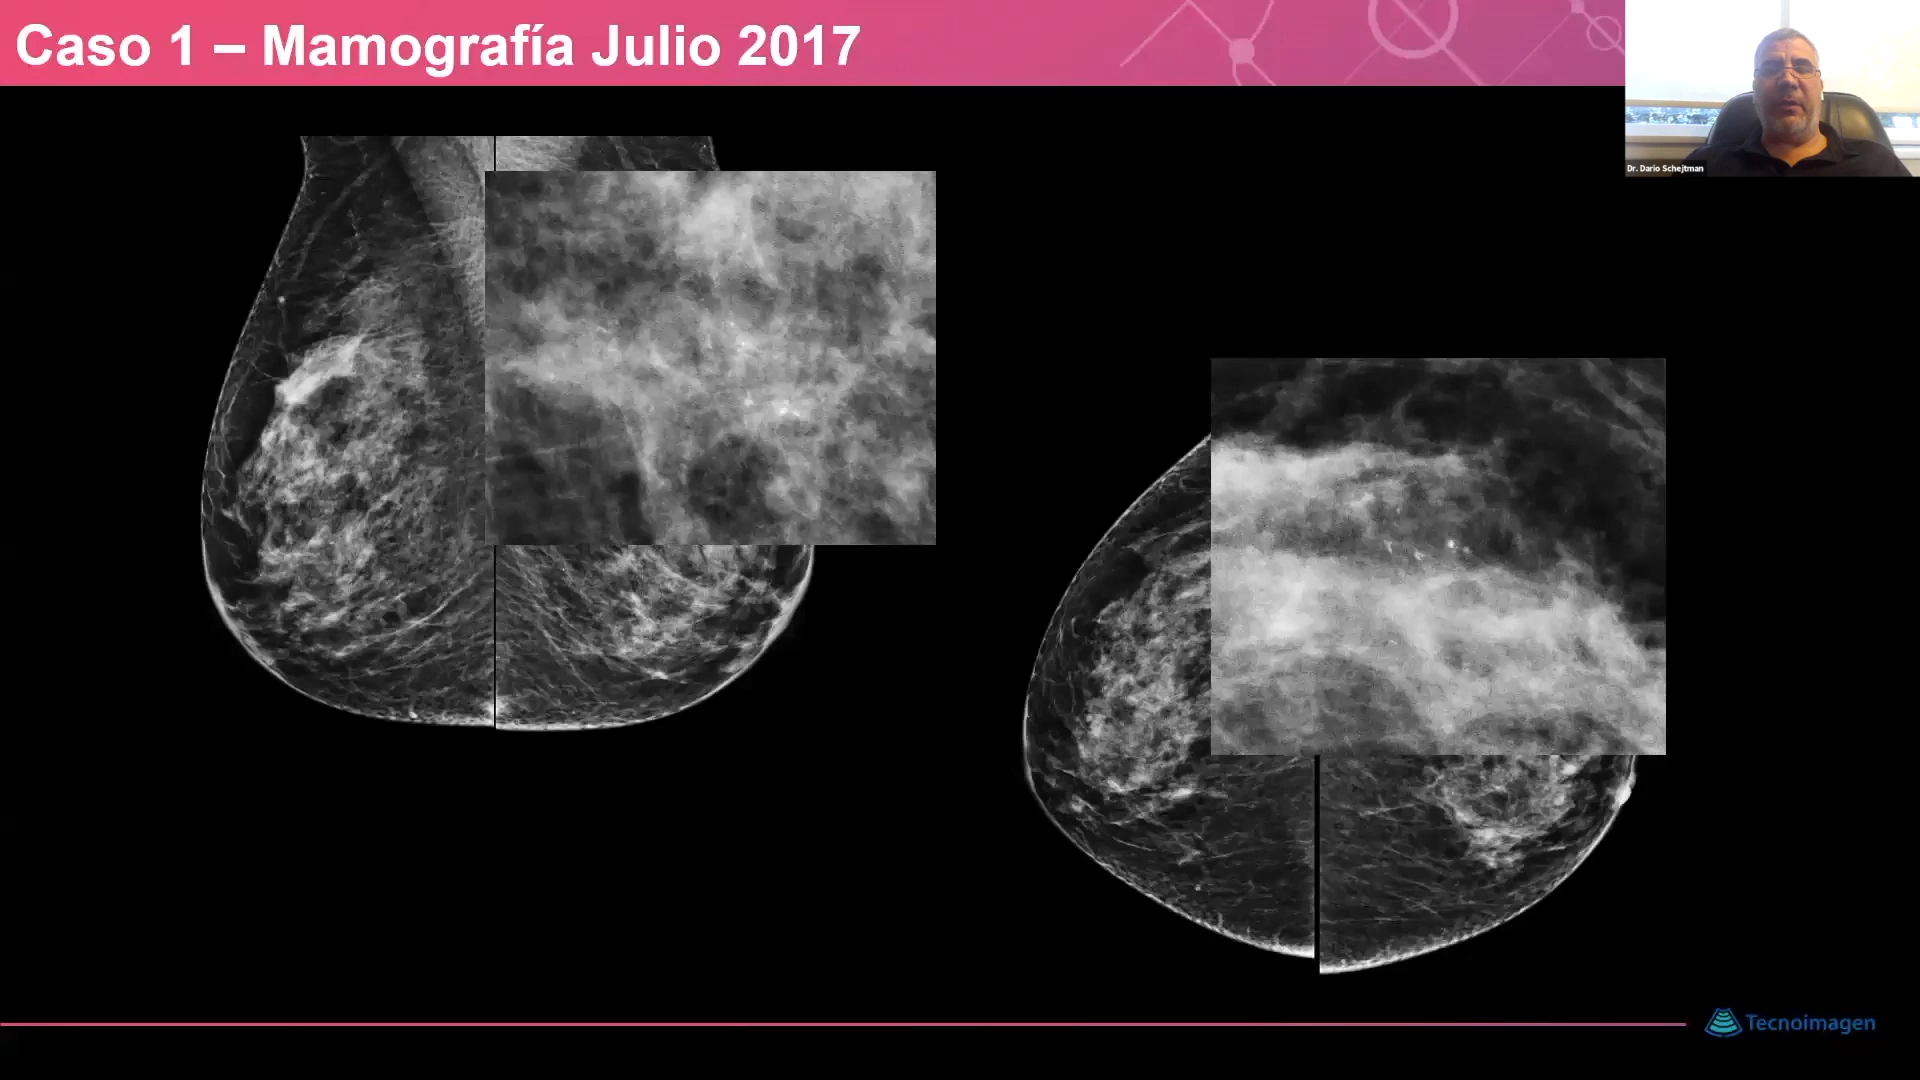 Caso 1 – Mamografía Julio 2017
Dr. Dario Schejtman
Tecnoimagen